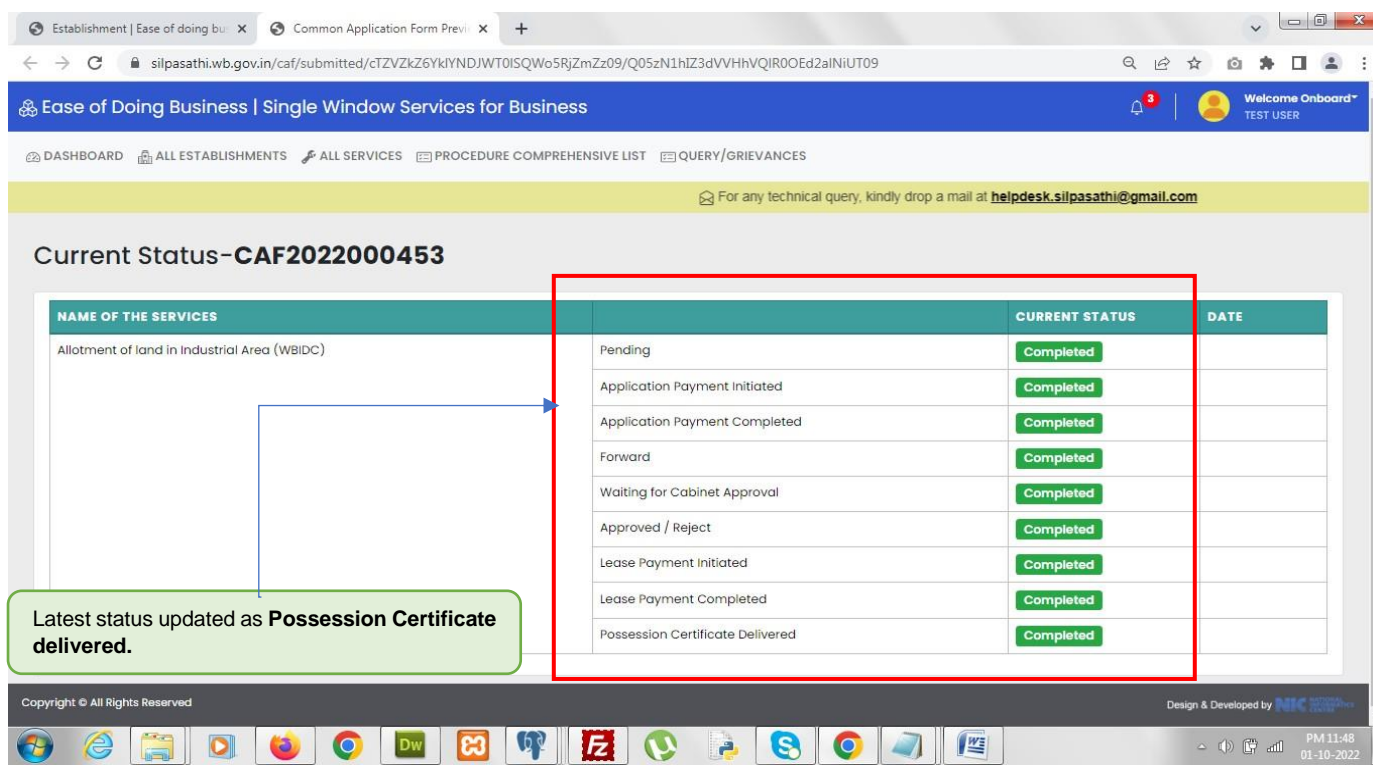 Establishment | Ease of doing bu
Common Application Form Previ
silpasathi.wb.gov.in/caf/submitted/
Ease of Doing Business | Single Window Services for Business
3
Welcome Onboard
TEST USER
DASHBOARD ALL ESTABLISHMENTS ALL SERVICES PROCEDURE COMPREHENSIVE LIST QUERY/GRIEVANCES
For any technical query, kindly drop a mail at helpdesk.silpasathi@gmail.com
Current Status-CAF2022000453
NAME OF THE SERVICES CURRENT STATUS DATE
Allotment of land in Industrial Area (WBIDC) Pending Completed
Application Payment Initiated Completed
Application Payment Completed Completed
Forward Completed
Waiting for Cabinet Approval Completed
Approved / Reject Completed
Lease Payment Initiated Completed
Lease Payment Completed Completed
Possession Certificate Delivered Completed
Latest status updated as Possession Certificate
delivered.
Copyright © All Rights Reserved
Design & Developed by NIC NATIONAL INFORMATICS CENTRE
Dw
PM 11:48
01-10-2022